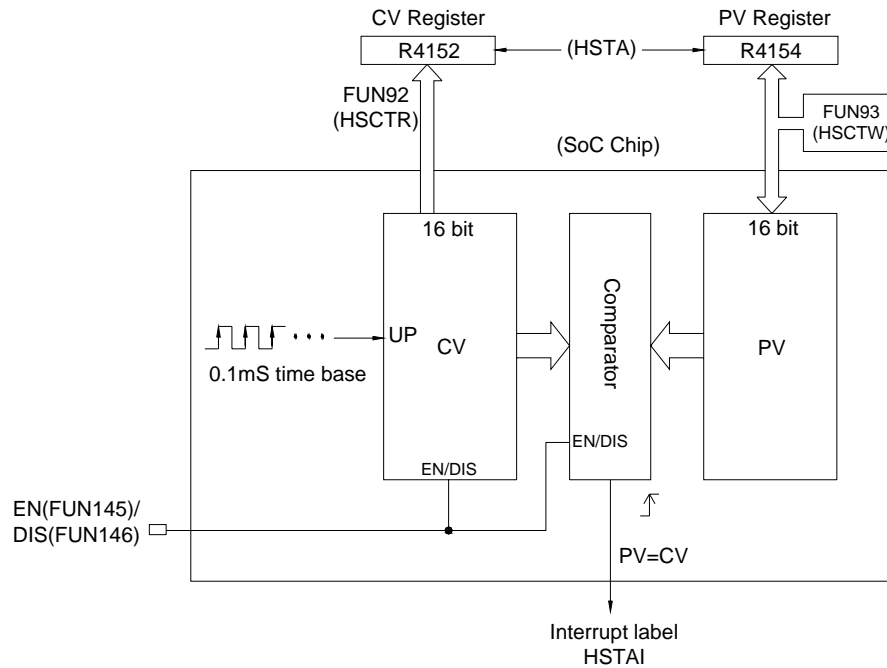 CV Register
PV Register
R4152
(HSTA)
R4154
FUN92
(HSCTR)
FUN93
(HSCTW)
(SoC Chip)
16 bit
16 bit
UP
CV
Comparator
PV
0.1mS time base
EN/DIS
EN/DIS
EN(FUN145)/
DIS(FUN146)
PV=CV
Interrupt label
HSTAI